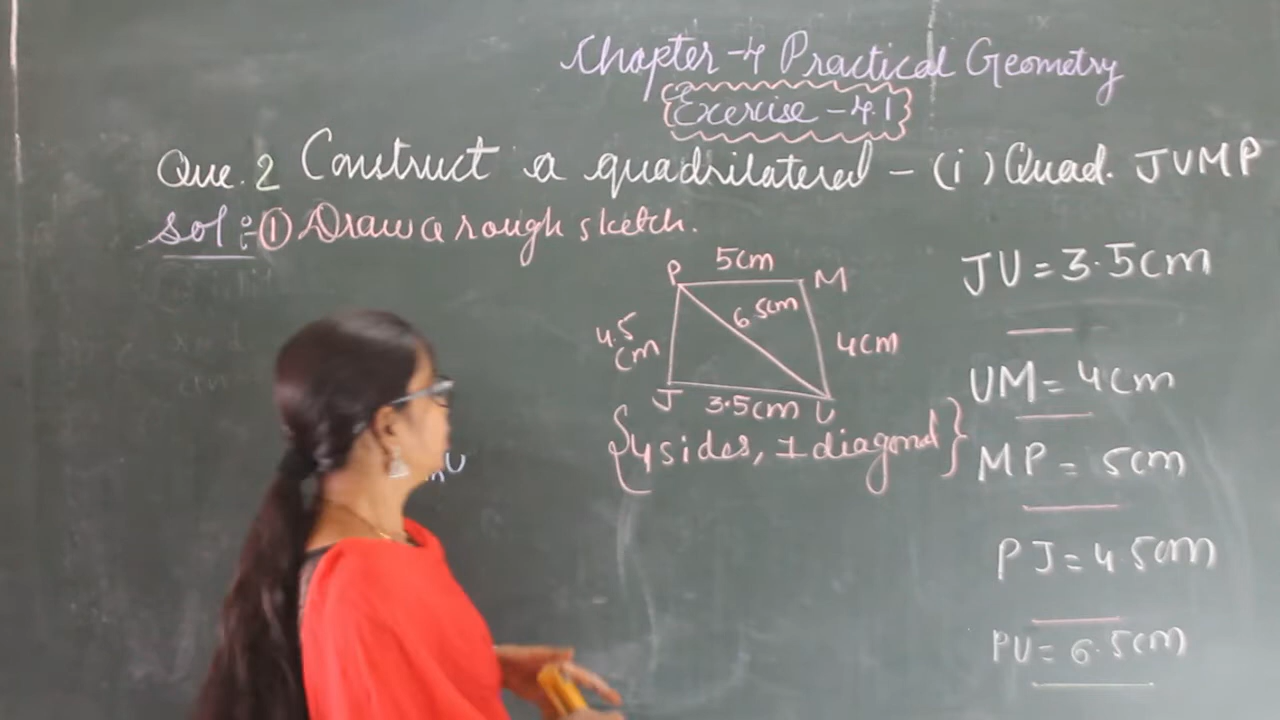 Chapter-4 Practical Geometry
Exercise-4.1
Que. 2 Construct a quadrilateral - (i) Quad. JUMP
Sol:- ① Draw a rough sketch.
P 5cm M
6.5cm
4.5 cm
4cm
J 3.5cm U
{4 sides, 1 diagonal}
JU = 3.5cm
UM = 4cm
MP = 5cm
PJ = 4.5cm
PU = 6.5cm